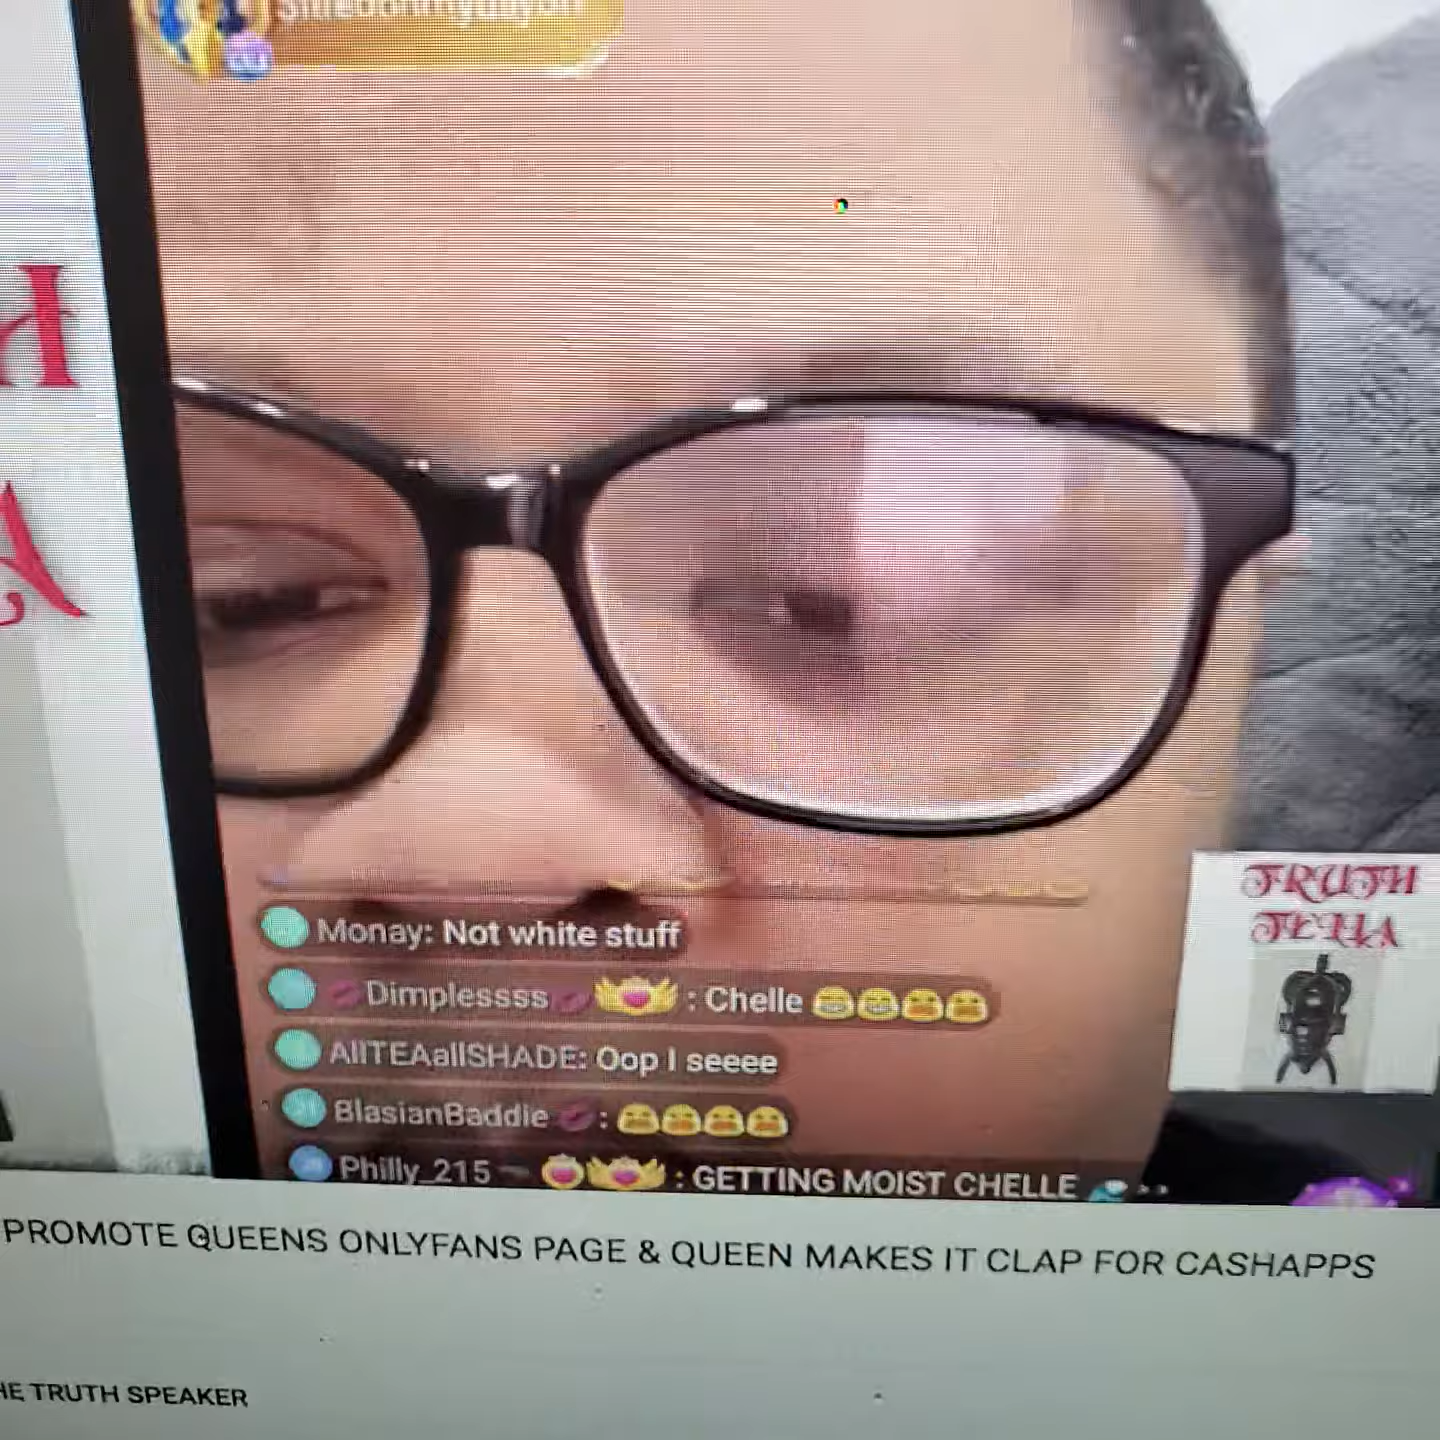 TRUTH
TELLA
Monay: Not white stuff
Dimplessss : Chelle
AllTEAallSHADE: Oop I seeee
BlasianBaddie :
Philly_215 : GETTING MOIST CHELLE
PROMOTE QUEENS ONLYFANS PAGE & QUEEN MAKES IT CLAP FOR CASHAPPS
HE TRUTH SPEAKER